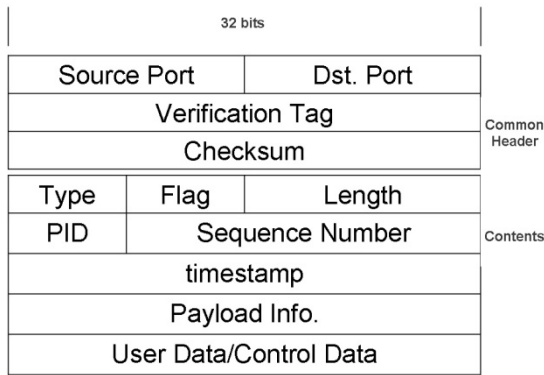 32 bits
Source Port Dst. Port
Verification Tag
Checksum
Common
Header
Type Flag Length
PID Sequence Number
Contents
timestamp
Payload Info.
User Data/Control Data